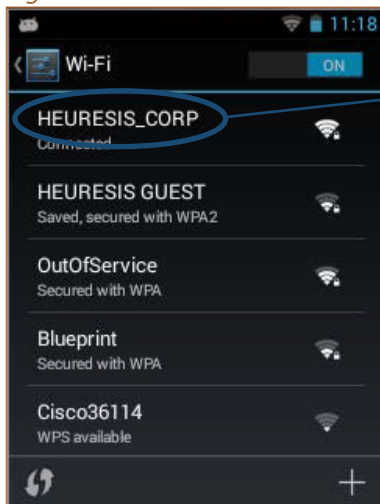 11:18
Wi-Fi
ON
HEURESIS_CORP
Connected
HEURESIS GUEST
Saved, secured with WPA2
OutOfService
Secured with WPA
Blueprint
Secured with WPA
Cisco36114
WPS available